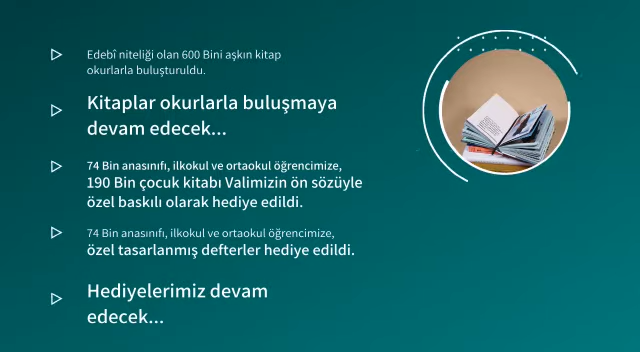 Edebî niteliği olan 600 Bini aşkın kitap
okurlarla buluşturuldu.
Kitaplar okurlarla buluşmaya
devam edecek...
74 Bin anasınıfı, ilkokul ve ortaokul öğrencimize,
190 Bin çocuk kitabı Valimizin ön sözüyle
özel baskılı olarak hediye edildi.
74 Bin anasınıfı, ilkokul ve ortaokul öğrencimize,
özel tasarlanmış defterler hediye edildi.
Hediyelerimiz devam
edecek...